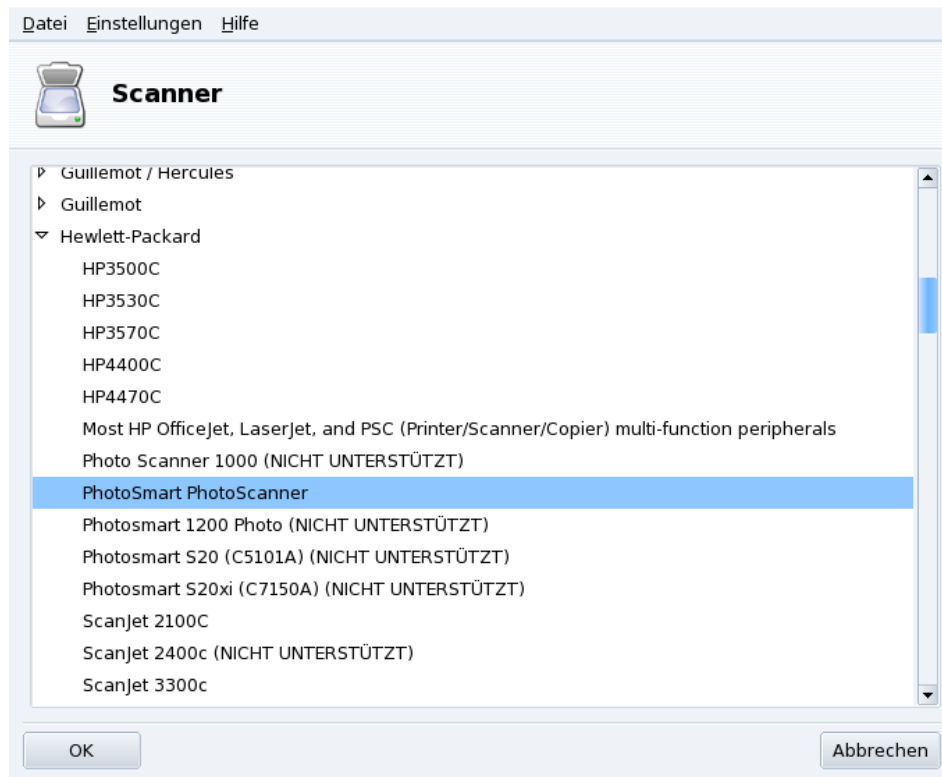 Datei Einstellungen Hilfe
Scanner
Guillemot / Hercules
Guillemot
Hewlett-Packard
HP3500C
HP3530C
HP3570C
HP4400C
HP4470C
Most HP OfficeJet, LaserJet, and PSC (Printer/Scanner/Copier) multi-function peripherals
Photo Scanner 1000 (NICHT UNTERSTÜTZT)
PhotoSmart PhotoScanner
Photosmart 1200 Photo (NICHT UNTERSTÜTZT)
Photosmart S20 (C5101A) (NICHT UNTERSTÜTZT)
Photosmart S20xi (C7150A) (NICHT UNTERSTÜTZT)
ScanJet 2100C
ScanJet 2400c (NICHT UNTERSTÜTZT)
ScanJet 3300c
OK Abbrechen